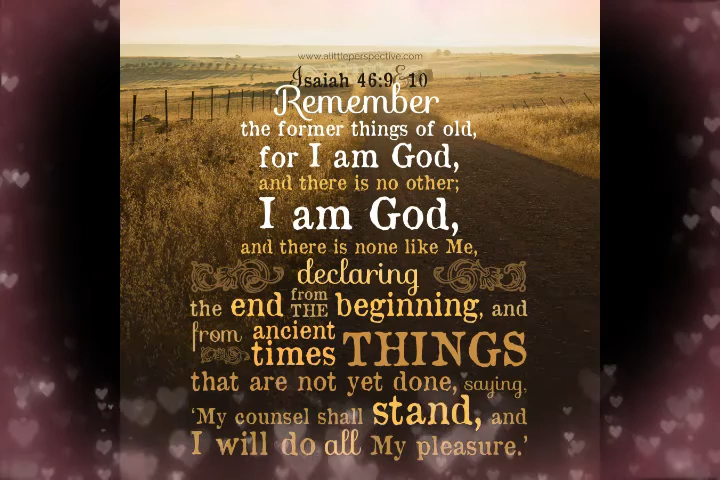 www.alittleperspective.com
Isaiah 46:9&10
Remember
the former things of old,
for I am God,
and there is no other;
I am God,
and there is none like Me,
declaring
the end from THE beginning, and
from ancient
times THINGS
that are not yet done, saying,
‘My counsel shall stand, and
I will do all My pleasure.’